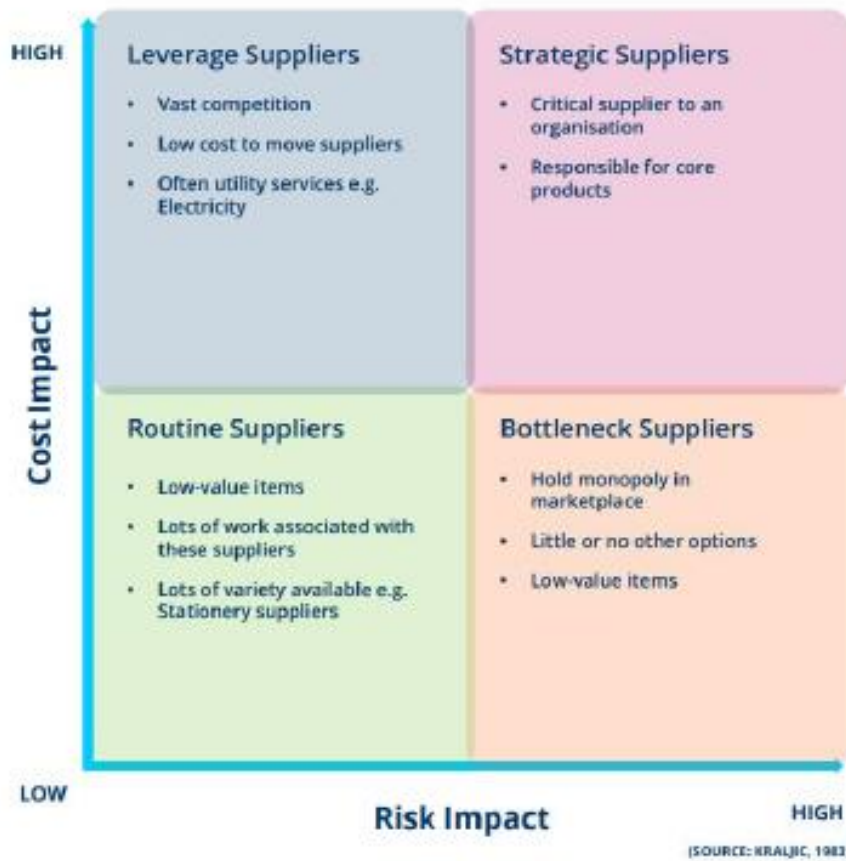 HIGH
Leverage Suppliers
• Vast competition
• Low cost to move suppliers
• Often utility services e.g.
Electricity
Strategic Suppliers
• Critical supplier to an
organisation
• Responsible for core
products
Cost Impact
Routine Suppliers
• Low-value items
• Lots of work associated with
these suppliers
• Lots of variety available e.g.
Stationery suppliers
Bottleneck Suppliers
• Hold monopoly in
marketplace
• Little or no other options
• Low-value items
LOW
Risk Impact
HIGH
(SOURCE: KRALJIC, 1983